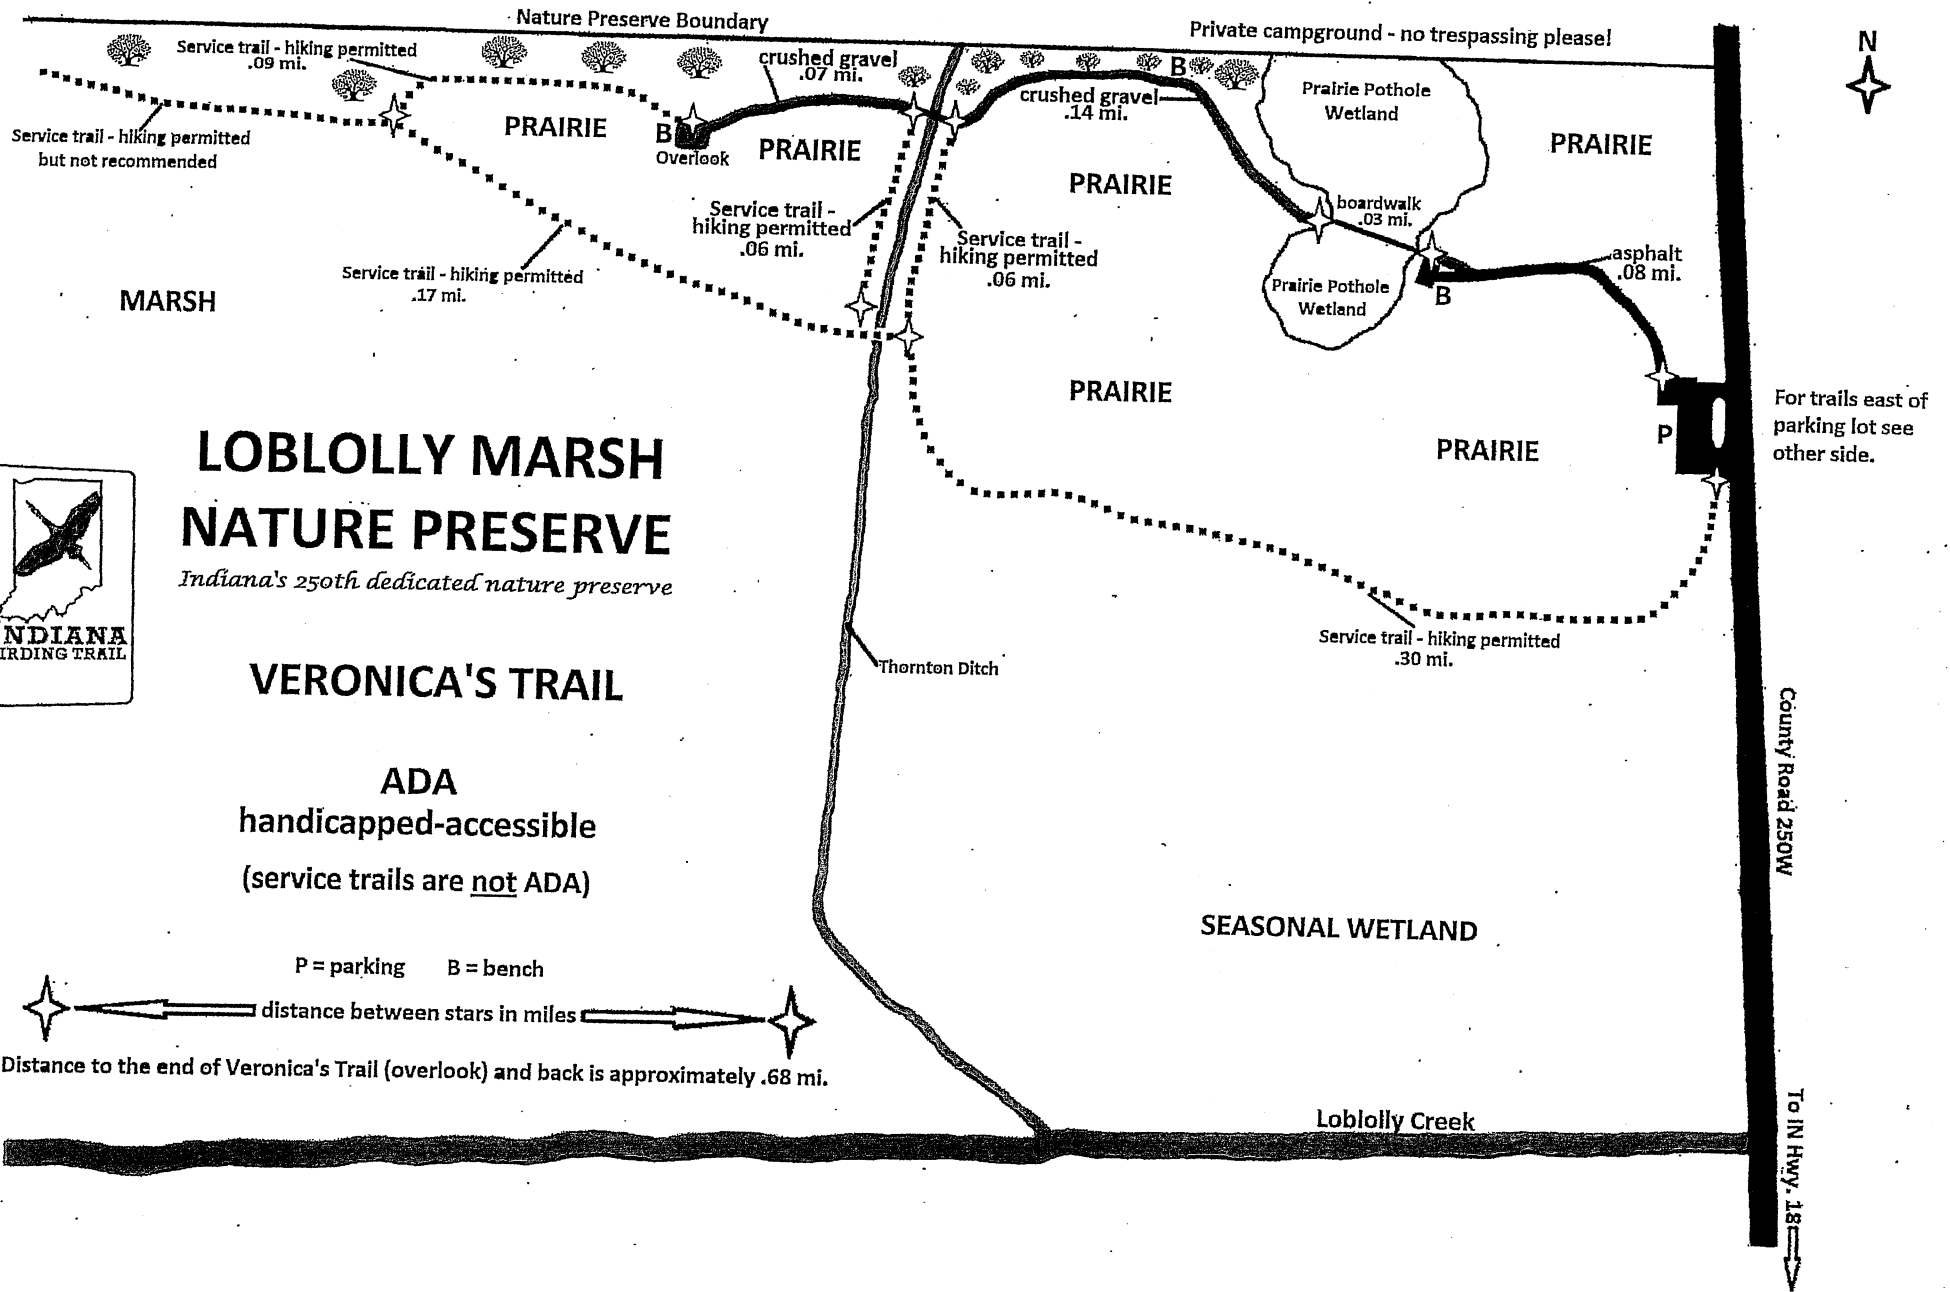 Nature Preserve Boundary
Private campground - no trespassing please!
N
Service trail - hiking permitted
.09 mi.
crushed gravel
.07 mi.
B
crushed gravel
.14 mi.
Prairie Pothole
Wetland
PRAIRIE
Service trail - hiking permitted
but not recommended
PRAIRIE
B
Overlook
PRAIRIE
PRAIRIE
boardwalk
.03 mi.
Service trail -
hiking permitted
.06 mi.
Service trail -
hiking permitted
.06 mi.
asphalt
.08 mi.
Service trail - hiking permitted
.17 mi.
MARSH
Prairie Pothole
Wetland
B
PRAIRIE
PRAIRIE
P
For trails east of
parking lot see
other side.
LOBLOLLY MARSH
NATURE PRESERVE
Indiana's 250th dedicated nature preserve
NDIANA
IRDING TRAIL
Service trail - hiking permitted
.30 mi.
Thornton Ditch
VERONICA'S TRAIL
County Road 250W
ADA
handicapped-accessible
(service trails are not ADA)
SEASONAL WETLAND
P = parking B = bench
distance between stars in miles
Distance to the end of Veronica's Trail (overlook) and back is approximately .68 mi.
Loblolly Creek
To IN Hwy. 18